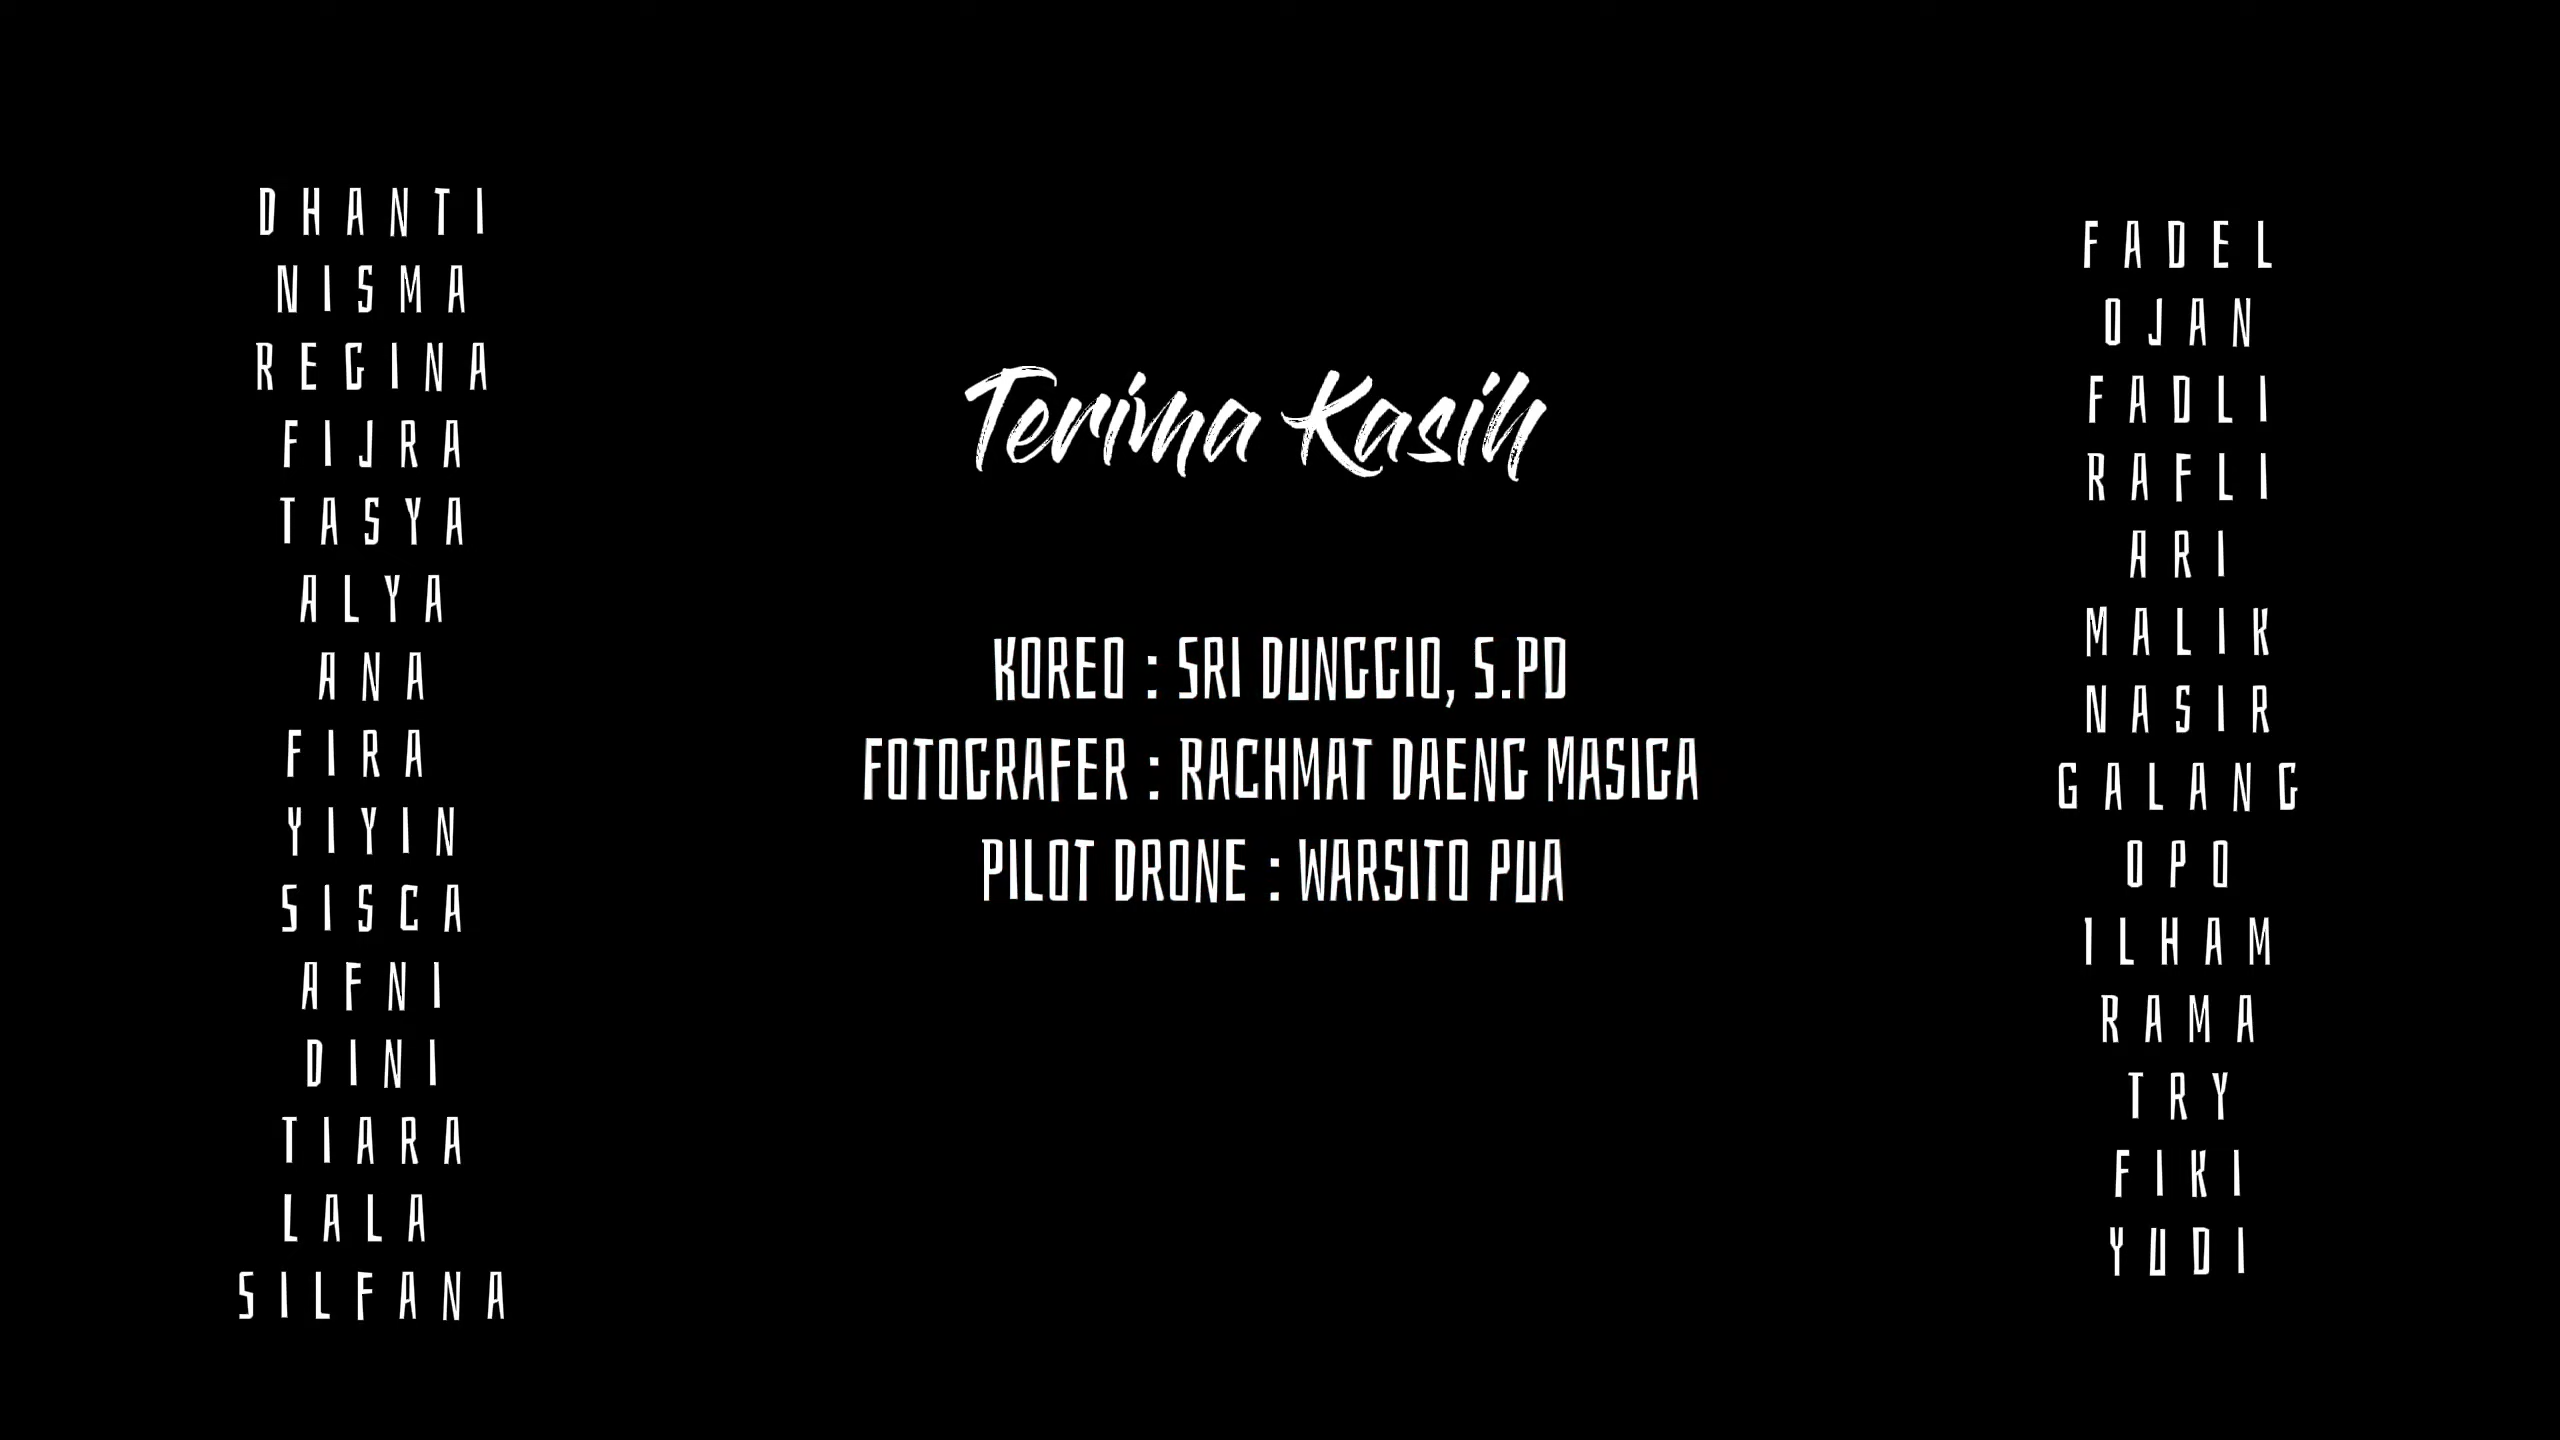 DHANTI
NISMA
REGINA
FIJRA
TASYA
ALYA
ANA
FIRA
YIYIN
SISCA
AFNI
DINI
TIARA
LALA
SILFANA
Terima Kasih
KOREO : SRI DUNGGIO, S.PD
FOTOGRAFER : RACHMAT DAENG MASIGA
PILOT DRONE : WARSITO PUA
FADEL
OJAN
FADLI
RAFLI
ARI
MALIK
NASIR
GALANG
OPO
ILHAM
RAMA
TRY
FIKI
YUDI